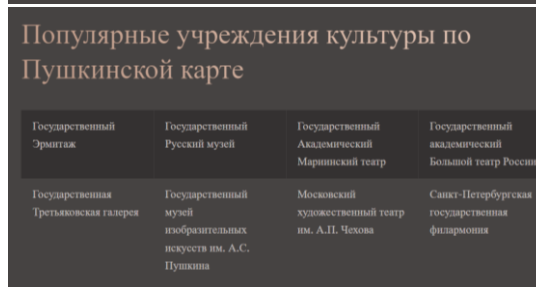 Популярные учреждения культуры по
Пушкинской карте
Государственный
Эрмитаж
Государственный
Русский музей
Государственный
Академический
Мариинский театр
Государственный
академический
Большой театр России
Государственная
Третьяковская галерея
Государственный
музей
изобразительных
искусств им. А.С.
Пушкина
Московский
художественный театр
им. А.П. Чехова
Санкт-Петербургская
государственная
филармония